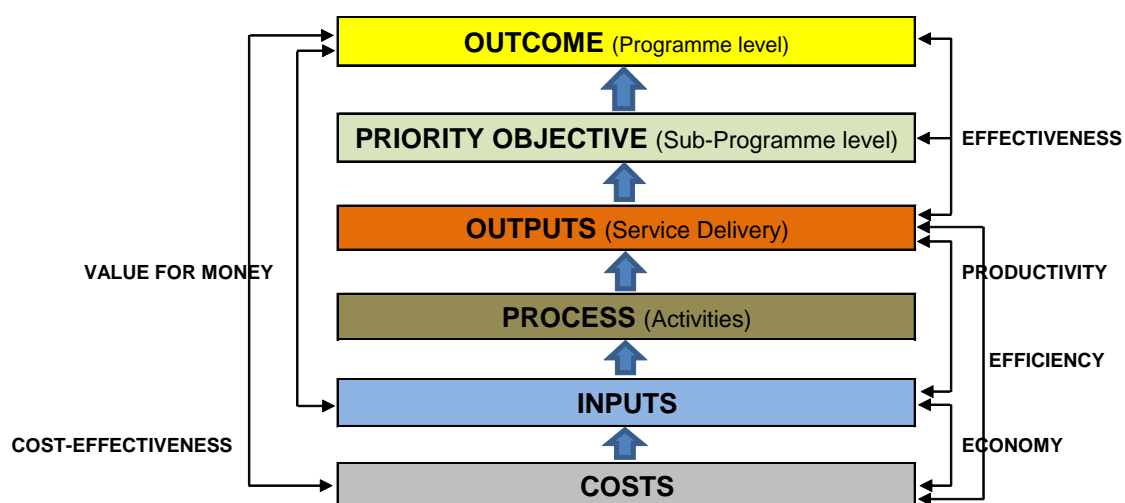 OUTCOME (Programme level)
PRIORITY OBJECTIVE (Sub-Programme level)
EFFECTIVENESS
OUTPUTS (Service Delivery)
VALUE FOR MONEY
PRODUCTIVITY
PROCESS (Activities)
EFFICIENCY
INPUTS
COST-EFFECTIVENESS
ECONOMY
COSTS